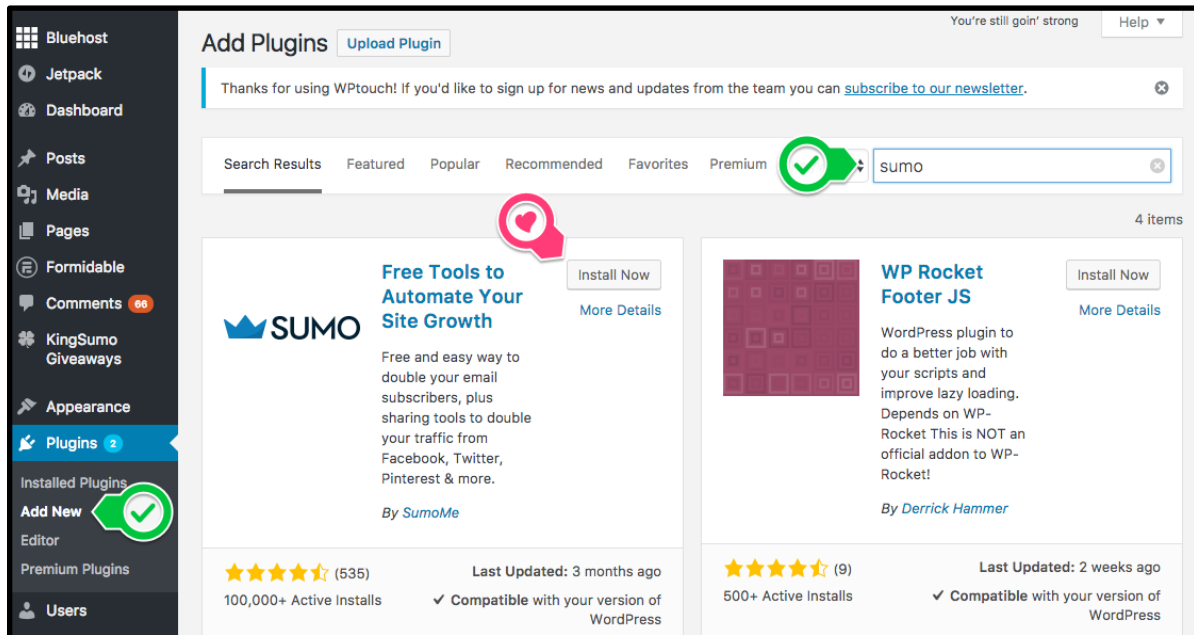 Bluehost
Jetpack
Dashboard
Posts
Media
Pages
Formidable
Comments 66
KingSumo
Giveaways
Appearance
Plugins 2
Installed Plugins
Add New
Editor
Premium Plugins
Users
You're still goin' strong
Help
Add Plugins Upload Plugin
Thanks for using WPtouch! If you'd like to sign up for news and updates from the team you can subscribe to our newsletter.
Search Results Featured Popular Recommended Favorites Premium
sumo
4 items
SUMO
Free Tools to
Automate Your
Site Growth
Install Now
More Details
Free and easy way to
double your email
subscribers, plus
sharing tools to double
your traffic from
Facebook, Twitter,
Pinterest & more.
By SumoMe
(535)
100,000+ Active Installs
Last Updated: 3 months ago
Compatible with your version of
WordPress
WP Rocket
Footer JS
Install Now
More Details
WordPress plugin to
do a better job with
your scripts and
improve lazy loading.
Depends on WP-
Rocket This is NOT an
official addon to WP-
Rocket!
By Derrick Hammer
(9)
500+ Active Installs
Last Updated: 2 weeks ago
Compatible with your version of
WordPress